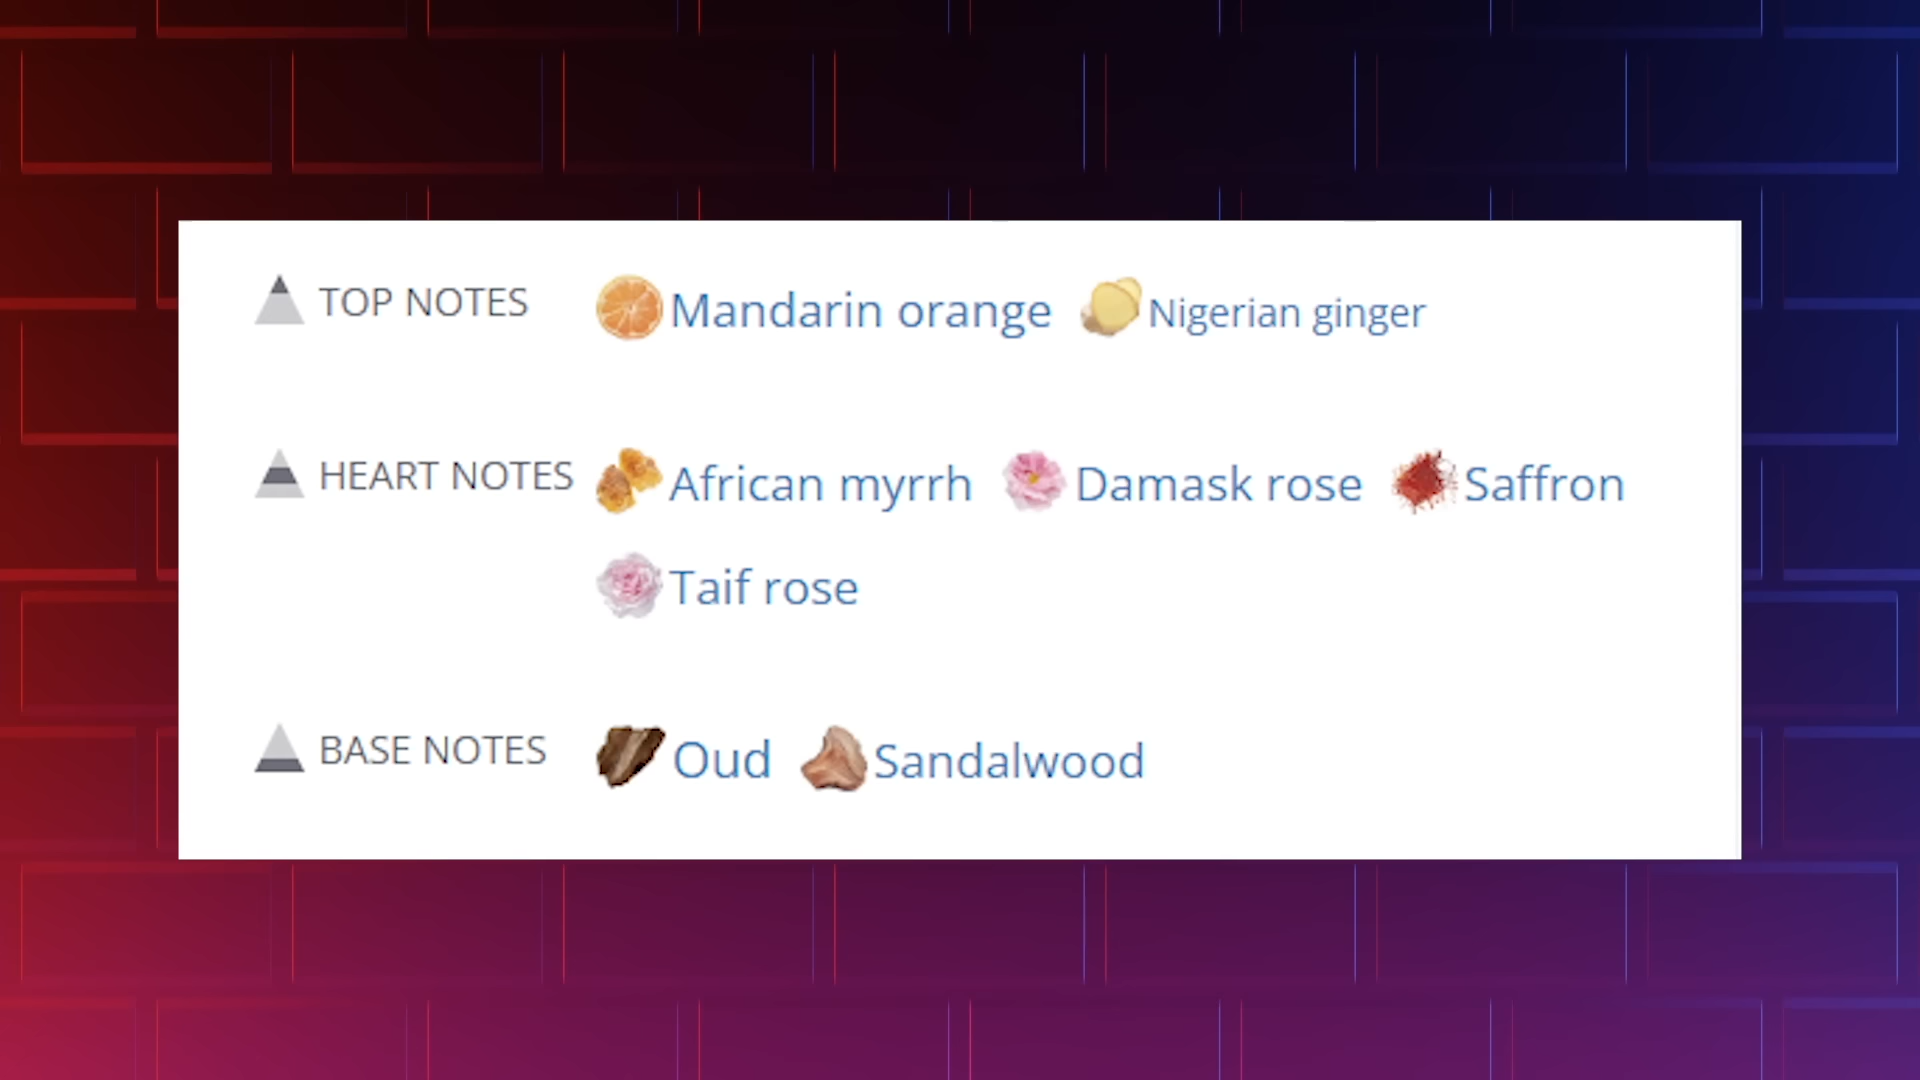 TOP NOTES Mandarin orange Nigerian ginger
HEART NOTES African myrrh Damask rose Saffron
Taif rose
BASE NOTES Oud Sandalwood